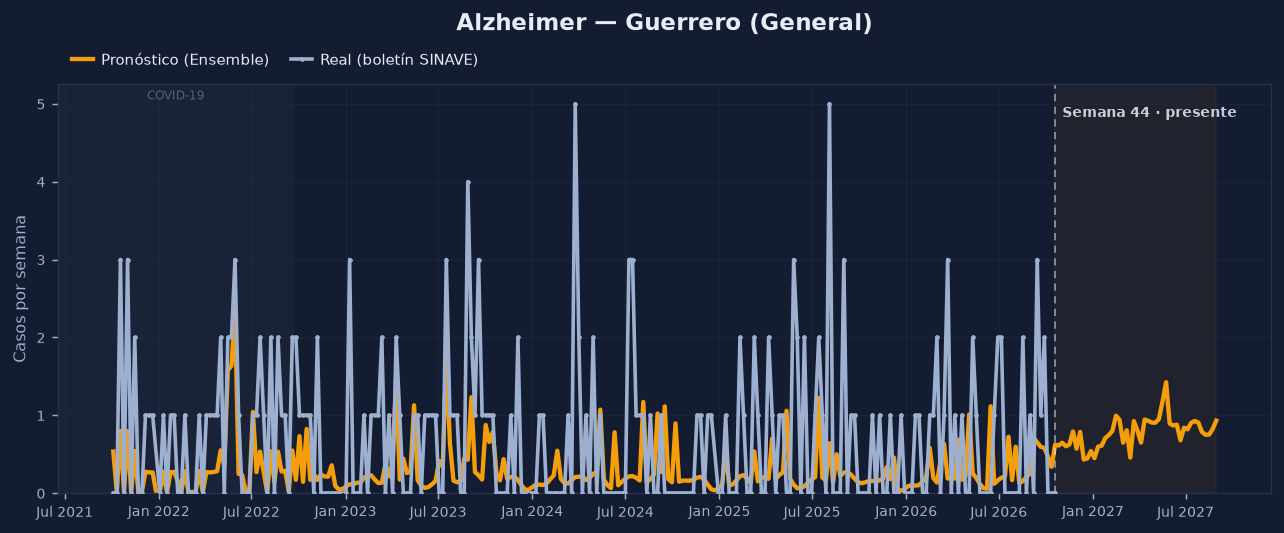 Alzheimer — Guerrero (General)
Pronóstico (Ensemble)
Real (boletín SINAVE)
COVID-19
Semana 44 · presente
Casos por semana
5
4
3
2
1
0
Jul 2021
Jan 2022
Jul 2022
Jan 2023
Jul 2023
Jan 2024
Jul 2024
Jan 2025
Jul 2025
Jan 2026
Jul 2026
Jan 2027
Jul 2027